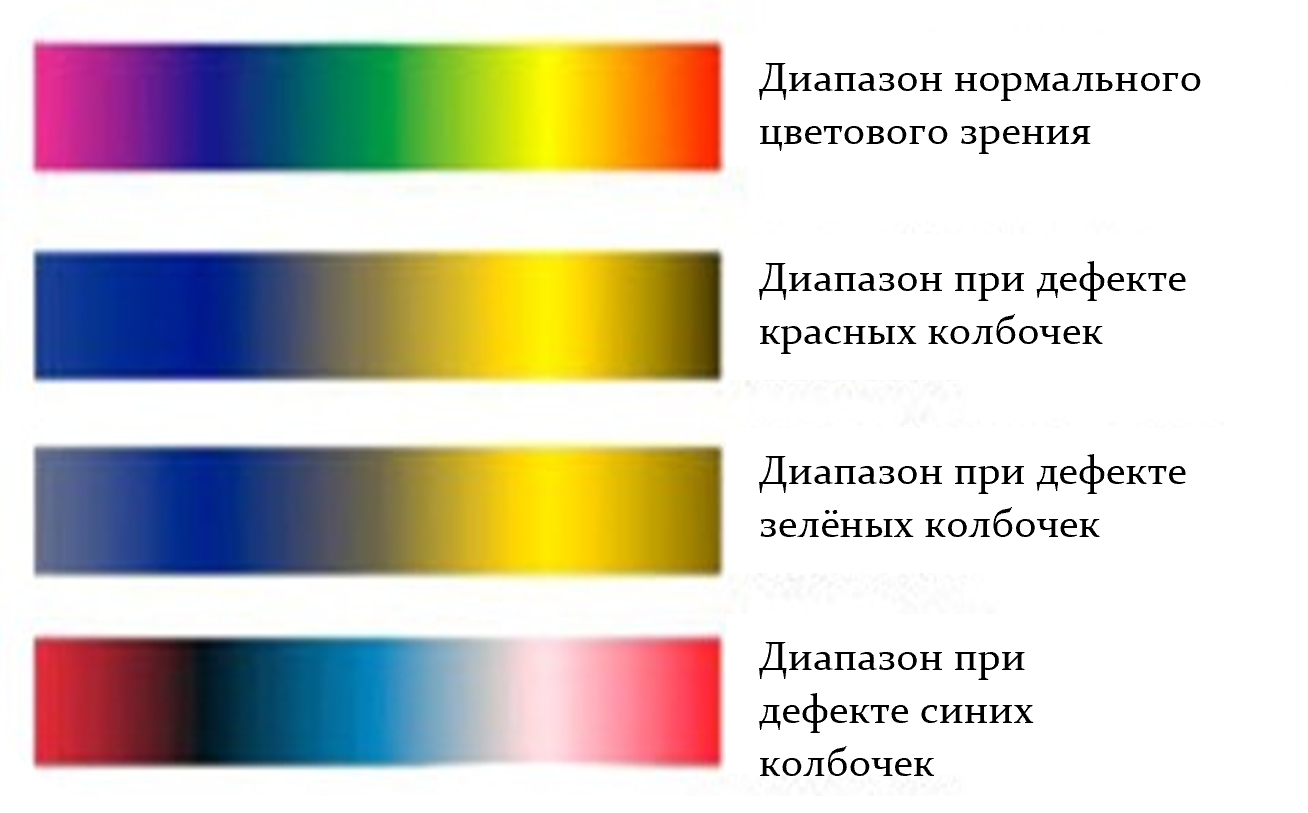 Диапазон нормального
цветового зрения
Диапазон при дефекте
красных колбочек
Диапазон при дефекте
зелёных колбочек
Диапазон при
дефекте синих
колбочек